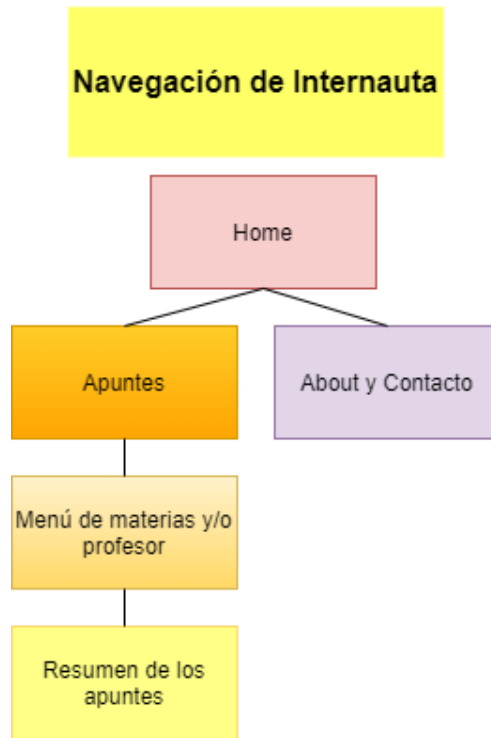 Navegación de Internauta
Home
Apuntes
About y Contacto
Menú de materias y/o
profesor
Resumen de los
apuntes